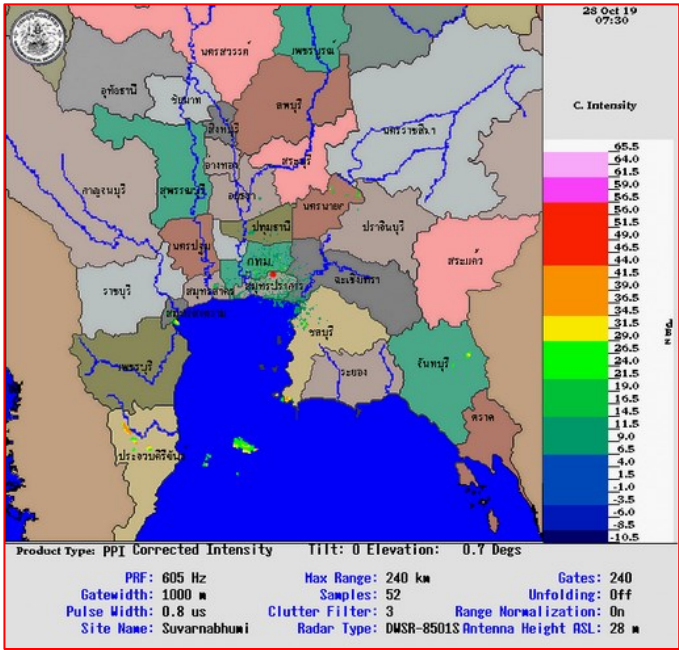 28 Oct 19
07:30
C. Intensity
65.5
64.0
61.5
59.0
56.5
56.0
51.5
49.0
46.5
44.0
41.5
39.0
36.5
34.0
31.5
29.0
26.5
24.0
21.5
19.0
16.5
14.0
11.5
9.0
6.5
4.0
1.5
-1.0
-3.5
-6.0
-8.5
-10.5
นครสวรรค์
เพชรบูรณ์
อุทัยธานี
ชัยนาท
ลพบุรี
สิงห์บุรี
นครราชสีมา
อ่างทอง
สระบุรี
กาญจนบุรี
สุพรรณบุรี
อยุธยา
นครนายก
ปทุมธานี
ปราจีนบุรี
นครปฐม
กทม.
สระแก้ว
ราชบุรี
สมุทรสาคร
สมุทรปราการ
ฉะเชิงเทรา
ชลบุรี
เพชรบุรี
ระยอง
จันทบุรี
ตราด
ประจวบคีรีขันธ์
Product Type: PPI Corrected Intensity Tilt: 0 Elevation: 0.7 Degs
PRF: 605 Hz Max Range: 240 km Gates: 240
Gatewidth: 1000 m Samples: 52 Unfolding: Off
Pulse Width: 0.8 us Clutter Filter: 3 Range Normalization: On
Site Name: Suvarnabhumi Radar Type: DWSR-8501S Antenna Height ASL: 28 m